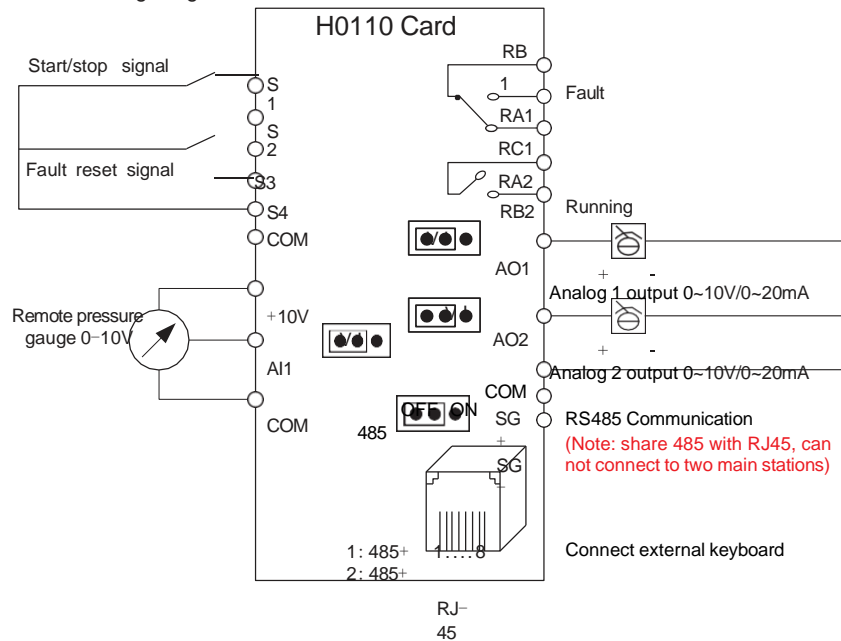 H0110 Card
Start/stop signal
S
1
S
2
Fault reset signal
S3
S4
COM
Remote pressure
gauge 0-10V
+10V
AI1
COM
RB
1
Fault
RA1
RC1
RA2
RB2
Running
AO1
+ -
Analog 1 output 0~10V/0~20mA
AO2
+ -
Analog 2 output 0~10V/0~20mA
COM
OFF ON
485
SG
+
SG
-
RS485 Communication
(Note: share 485 with RJ45, can
not connect to two main stations)
1: 485+
1....8
2: 485+
Connect external keyboard
RJ-
45